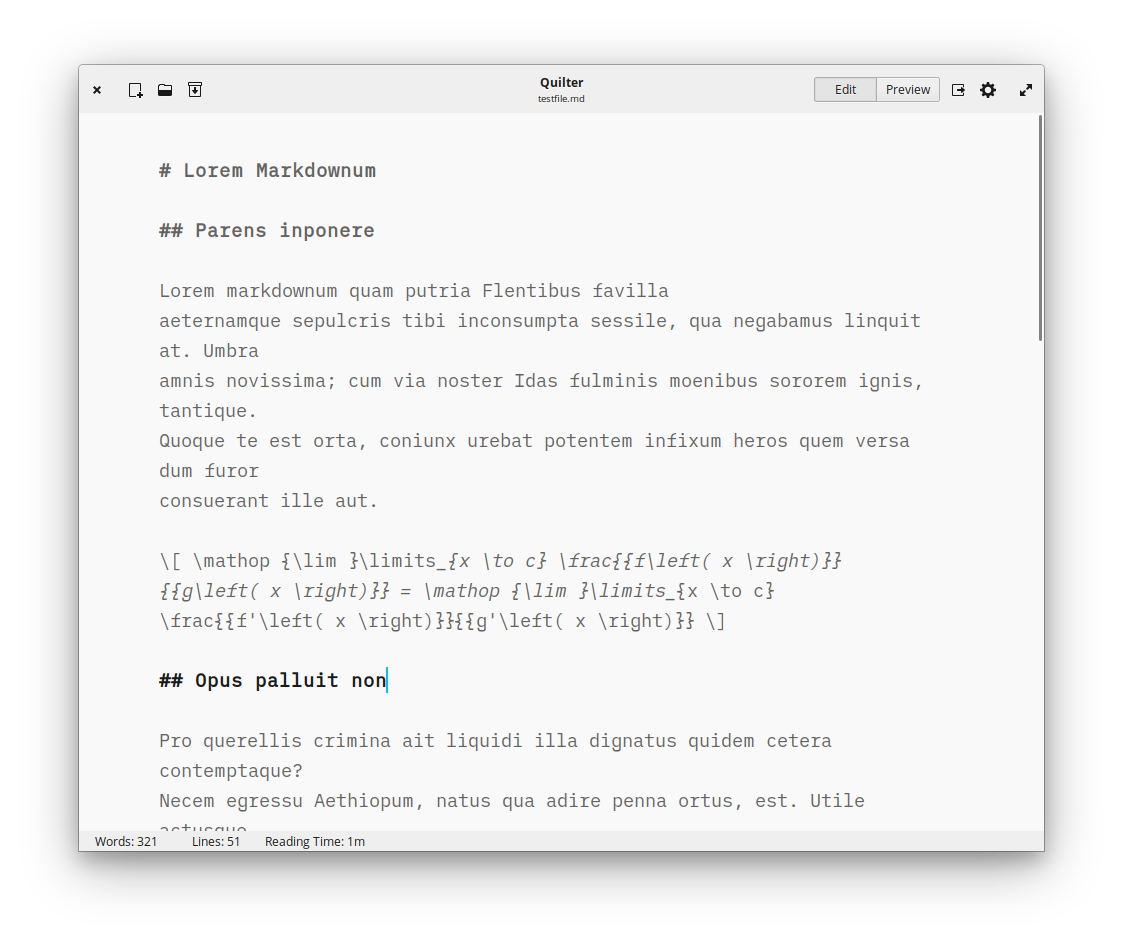 Quilter
testfile.md
Edit Preview
# Lorem Markdownum
## Parens inponere
Lorem markdownum quam putria Flentibus favilla
aeternamque sepulcris tibi inconsumpta sessile, qua negabamus linquit
at. Umbra
amnis novissima; cum via noster Idas fulminis moenibus sororem ignis,
tantique.
Quoque te est orta, coniunx urebat potentem infixum heros quem versa
dum furor
consuerant ille aut.
\[ \mathop {\lim }\limits_{x \to c} \frac{{f\left( x \right)}}
{{g\left( x \right)}} = \mathop {\lim }\limits_{x \to c}
\frac{{f'\left( x \right)}}{{g'\left( x \right)}} \]
## Opus palluit non
Pro querellis crimina ait liquidi illa dignatus quidem cetera
contemptaque?
Necem egressu Aethiopum, natus qua adire penna ortus, est. Utile
actusque
Words: 321 Lines: 51 Reading Time: 1m